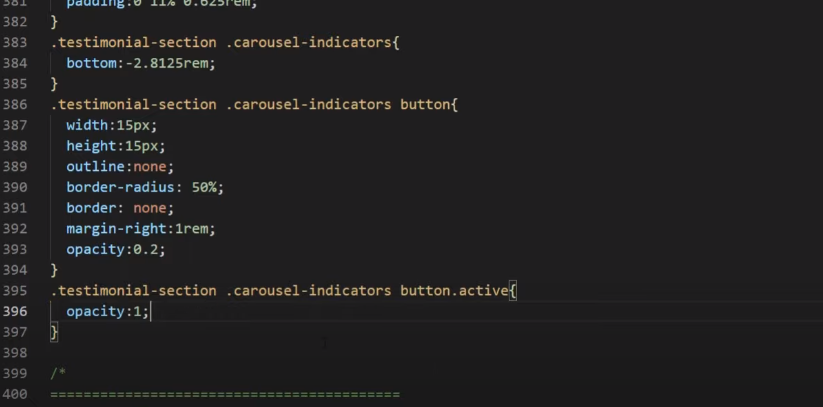 381 padding:0 11% 0.625rem;
382 }
383 .testimonial-section .carousel-indicators{
384 bottom:-2.8125rem;
385 }
386 .testimonial-section .carousel-indicators button{
387 width:15px;
388 height:15px;
389 outline:none;
390 border-radius: 50%;
391 border: none;
392 margin-right:1rem;
393 opacity:0.2;
394 }
395 .testimonial-section .carousel-indicators button.active{
396 opacity:1;
397 }
398
399 /*
400 ==========================================